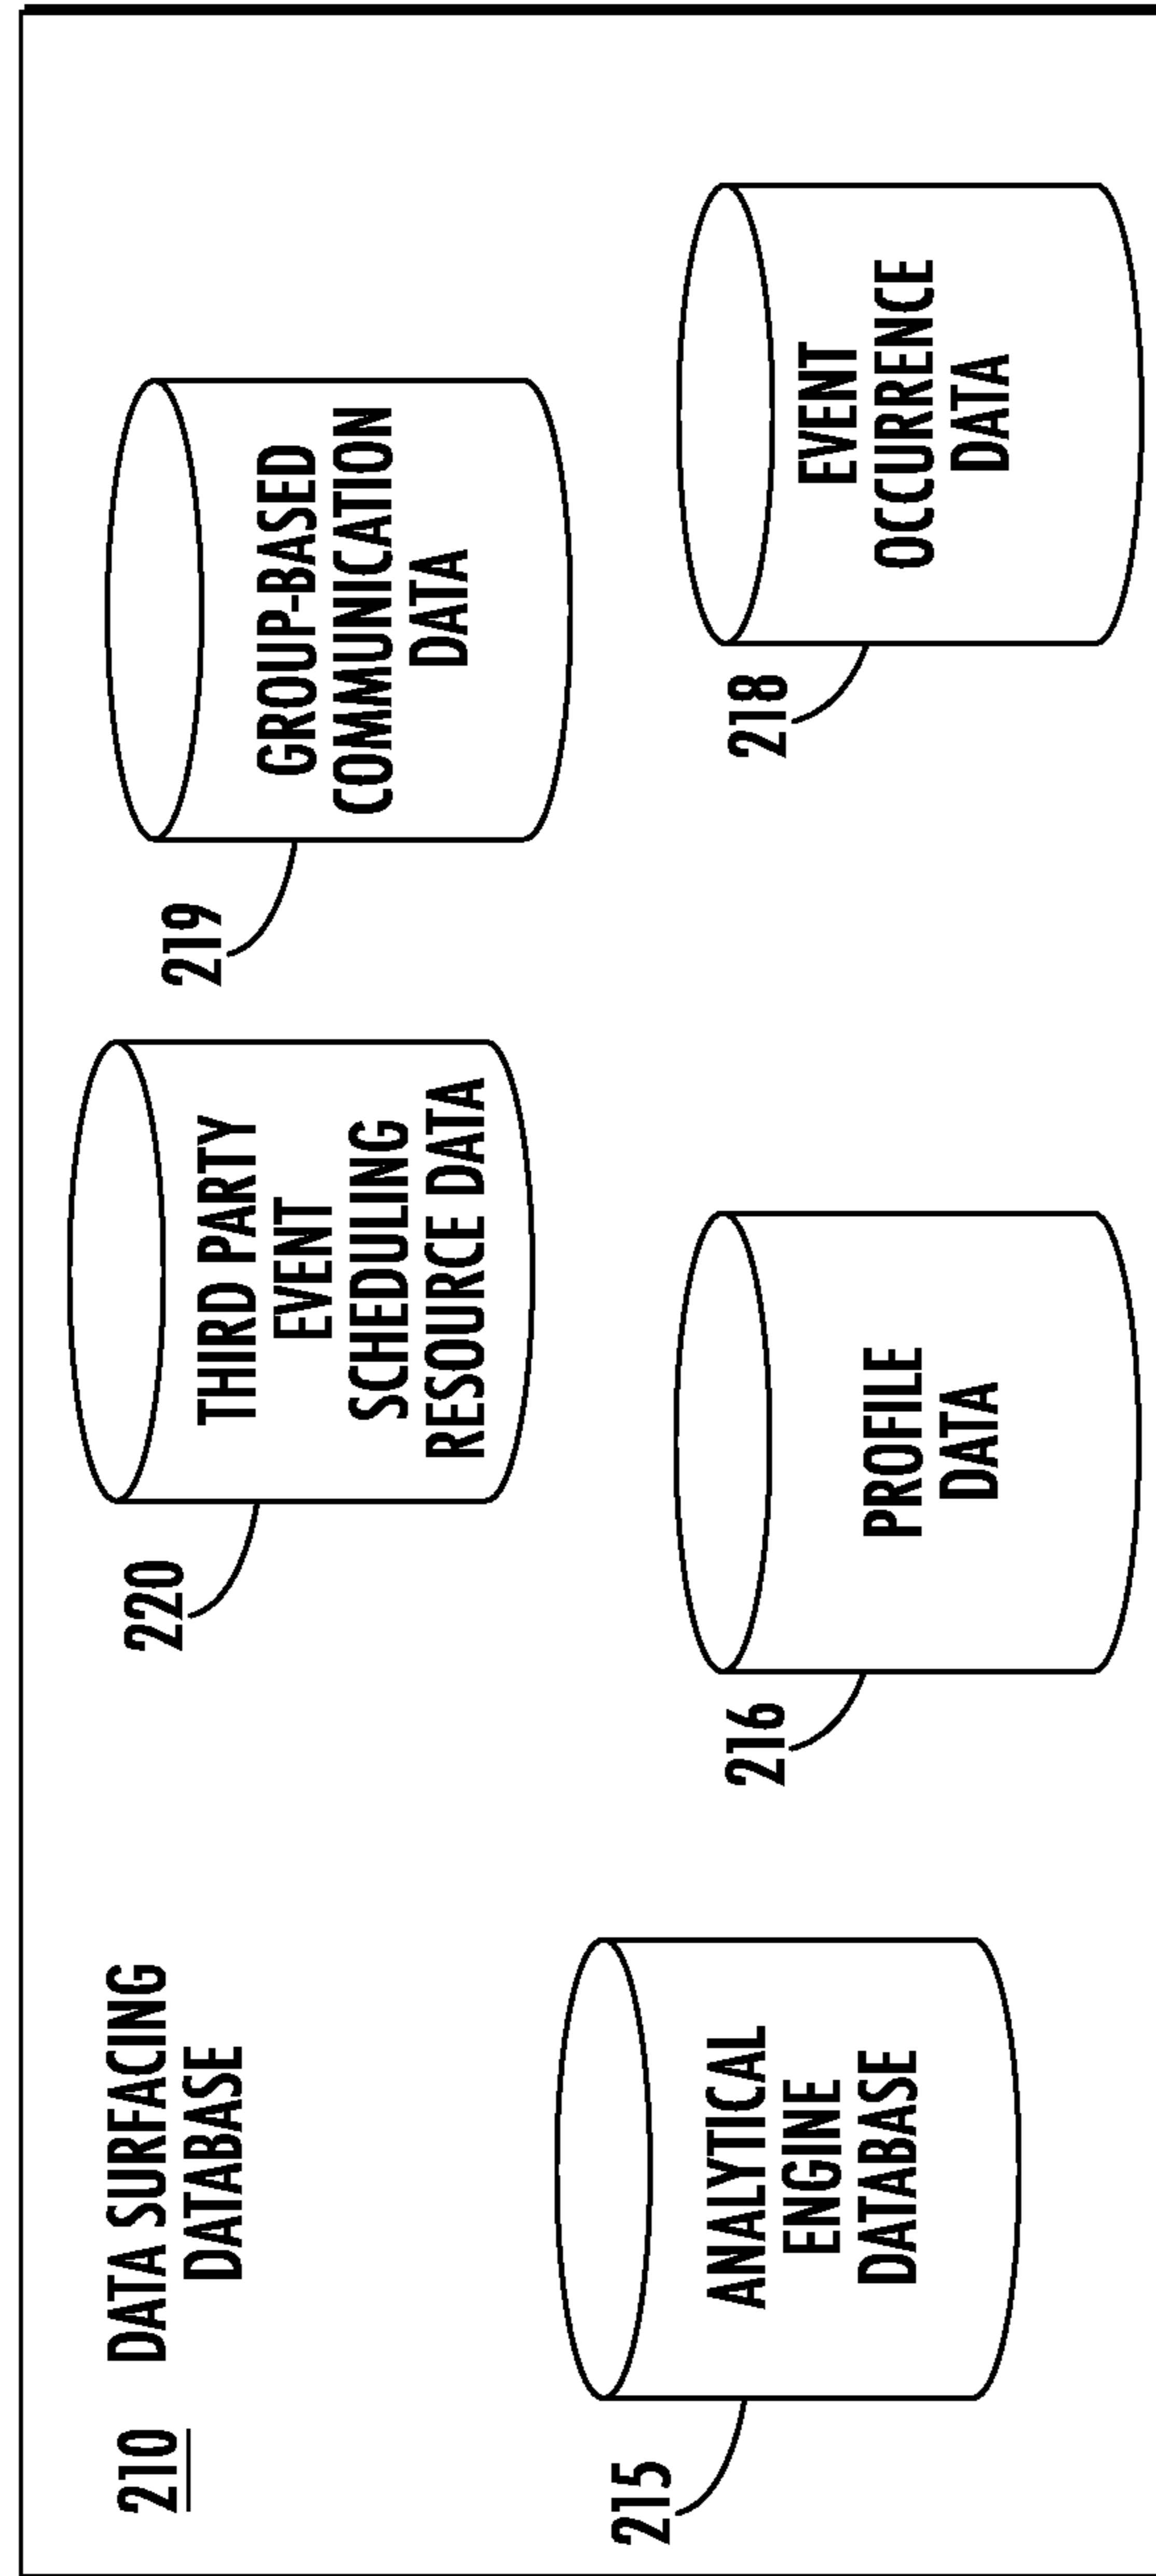 210 DATA SURFACING
DATABASE
220
THIRD PARTY
EVENT
SCHEDULING
RESOURCE DATA
219
GROUP-BASED
COMMUNICATION
DATA
215
ANALYTICAL
ENGINE
DATABASE
216
PROFILE
DATA
218
EVENT
OCCURRENCE
DATA